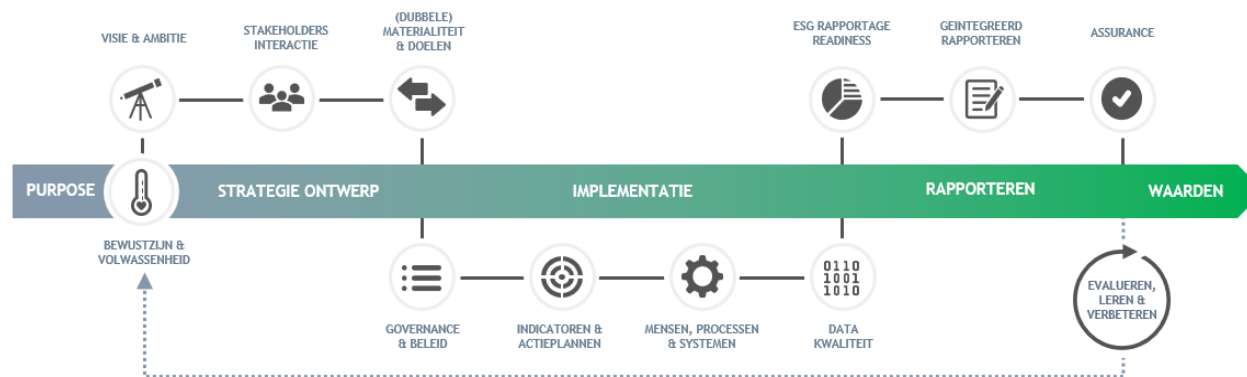 VISIE & AMBITIE
STAKEHOLDERS
INTERACTIE
(DUBBELE)
MATERIALITEIT
& DOELEN
ESG RAPPORTAGE
READINESS
GEINTEGREERD
RAPPORTEREN
ASSURANCE
PURPOSE
STRATEGIE ONTWERP
IMPLEMENTATIE
RAPPORTEREN
WAARDEN
BEWUSTZIJN &
VOLWASSENHEID
0110
1001
1010
GOVERNANCE
& BELEID
INDICATOREN &
ACTIEPLANNEN
MENSEN, PROCESSEN
& SYSTEMEN
DATA
KWALITEIT
EVALUEREN,
LEREN &
VERBETEREN